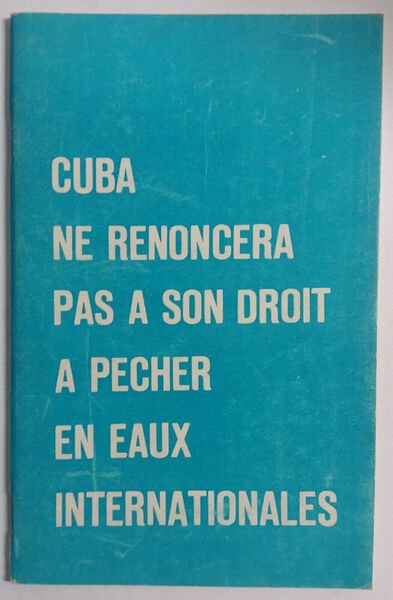 CUBA
NE RENONCERA
PAS A SON DROIT
A PECHER
EN EAUX
INTERNATIONALES